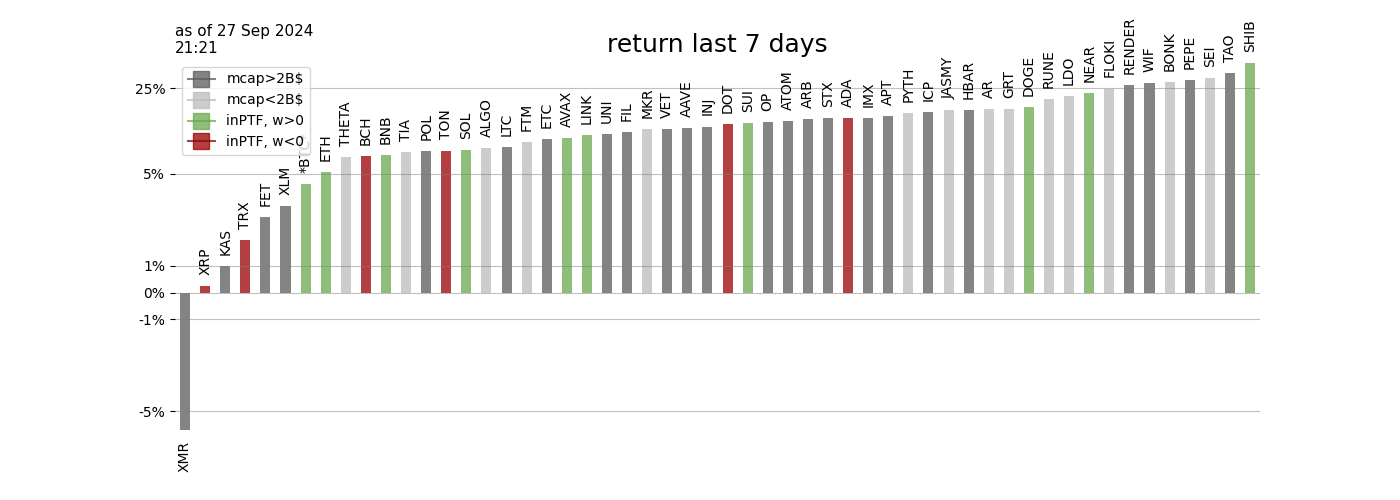 as of 27 Sep 2024
21:21
return last 7 days
mcap>2B$
mcap<2B$
inPTF, w>0
inPTF, w<0
25%
5%
1%
0%
-1%
-5%
XMR
XRP
KAS
TRX
FET
XLM
ETH
THETA
BCH
BNB
TIA
POL
TON
SOL
ALGO
LTC
FTM
ETC
AVAX
LINK
UNI
FIL
MKR
VET
AAVE
INJ
DOT
SUI
OP
ATOM
ARB
STX
ADA
IMX
APT
PYTH
ICP
JASMY
HBAR
AR
GRT
DOGE
RUNE
LDO
NEAR
FLOKI
RENDER
WIF
BONK
PEPE
SEI
TAO
SHIB